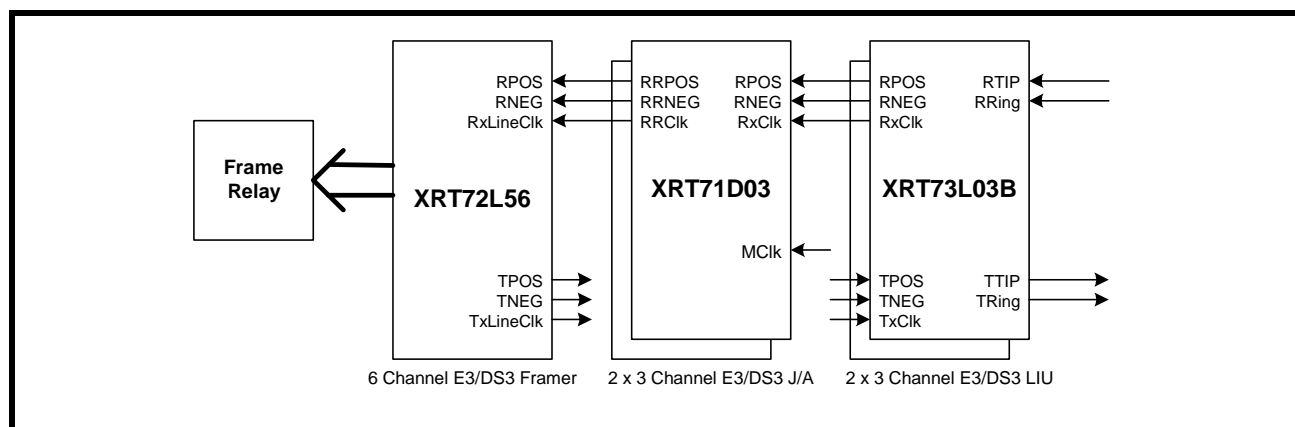 RPOS RRPOS RPOS RPOS RTIP
RNEG RRNEG RNEG RNEG RRing
RxLineClk RRClk RxClk RxClk
Frame
Relay
XRT72L56 XRT71D03 XRT73L03B
MClk
TPOS TPOS TTIP
TNEG TNEG TRing
TxLineClk TxClk
6 Channel E3/DS3 Framer 2 x 3 Channel E3/DS3 J/A 2 x 3 Channel E3/DS3 LIU